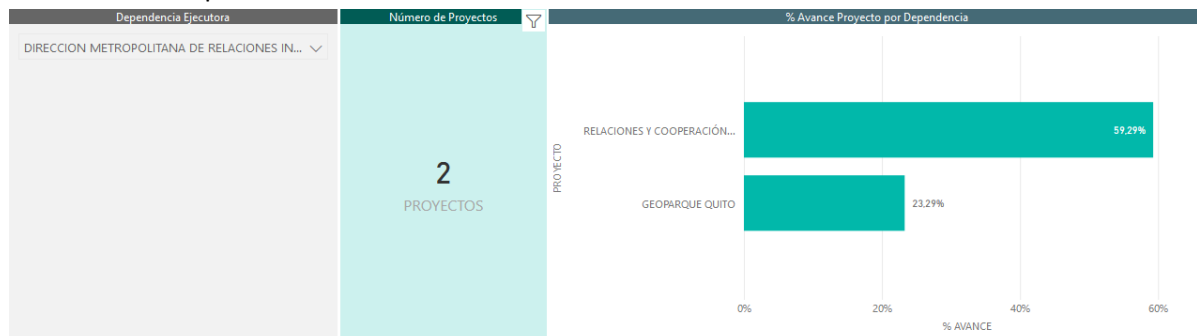 Dependencia Ejecutora
DIRECCION METROPOLITANA DE RELACIONES IN...
Número de Proyectos
2
PROYECTOS
% Avance Proyecto por Dependencia
PROYECTO
RELACIONES Y COOPERACIÓN...
59,29%
GEOPARQUE QUITO
23,29%
0%
20%
40%
60%
% AVANCE